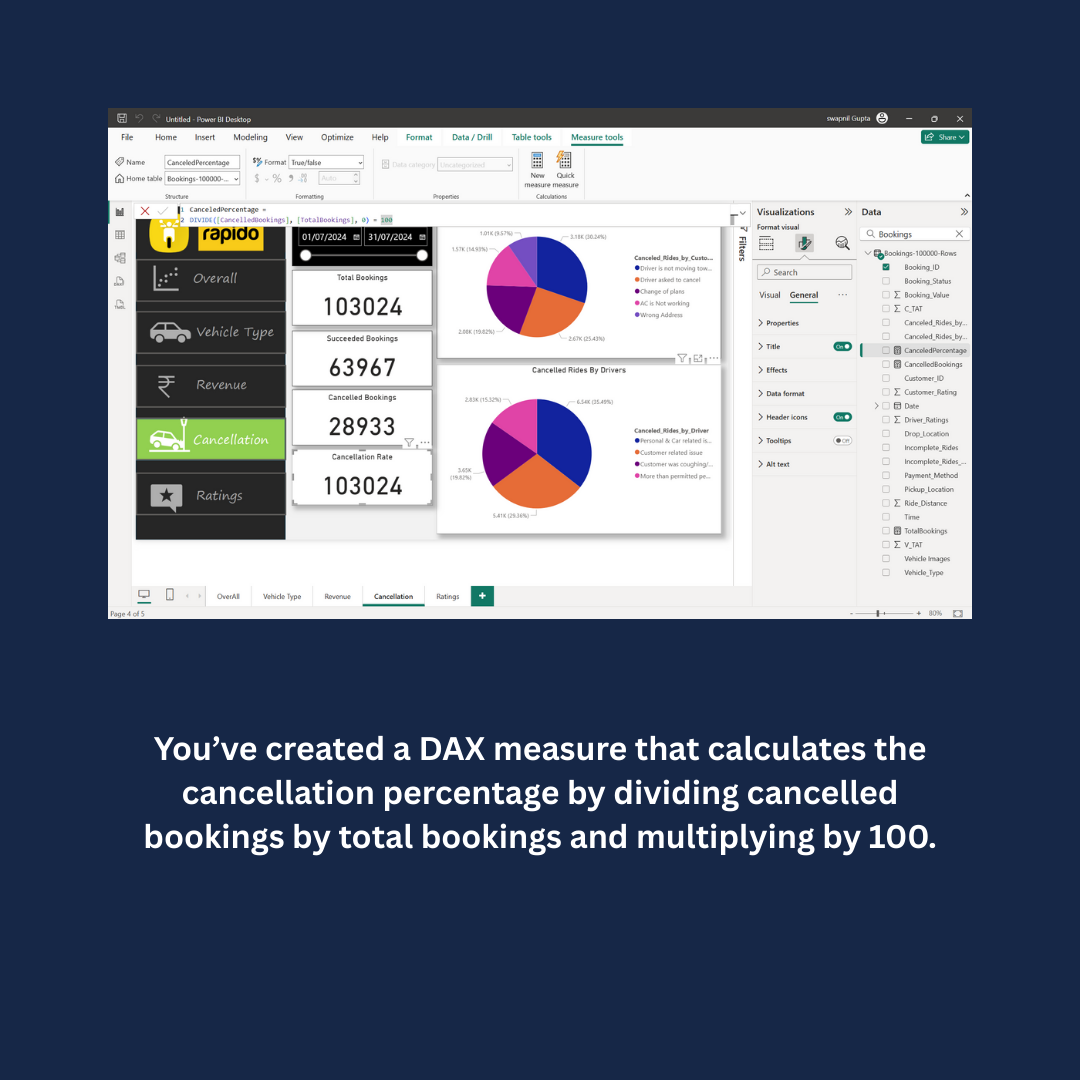 Untitled - Power BI Desktop
swapnil Gupta
File Home Insert Modeling View Optimize Help Format Data / Drill Table tools Measure tools
Share
Name CanceledPercentage
Home table Bookings-100000-...
Structure
Format True/false
$ % Auto
Formatting
Data category Uncategorized
Properties
New measure
Quick measure
Calculations
1 CanceledPercentage =
2 DIVIDE([CancelledBookings], [TotalBookings], 0) = 100
rapido
Overall
Vehicle Type
Revenue
Cancellation
Ratings
01/07/2024 31/07/2024
Total Bookings
103024
Succeeded Bookings
63967
Cancelled Bookings
28933
Cancellation Rate
103024
1.01K (9.57%)
3.18K (30.24%)
1.57K (14.93%)
2.08K (19.82%)
2.67K (25.43%)
Canceled_Rides_by_Custo...
Driver is not moving tow...
Driver asked to cancel
Change of plans
AC is Not working
Wrong Address
Cancelled Rides By Drivers
2.83K (15.32%)
6.54K (35.49%)
3.65K
(19.82%)
5.41K (29.36%)
Canceled_Rides_by_Driver
Personal & Car related is...
Customer related issue
Customer was coughing/...
More than permitted pe...
Filters
Visualizations
Format visual
Search
Visual General ...
Properties
Title On
Effects
Data format
Header icons On
Tooltips Off
Alt text
Data
Bookings
Bookings-100000-Rows
Booking_ID
Booking_Status
Booking_Value
C_TAT
Canceled_Rides_by...
Canceled_Rides_by...
CanceledPercentage
CancelledBookings
Customer_ID
Customer_Rating
Date
Driver_Ratings
Drop_Location
Incomplete_Rides
Incomplete_Rides_...
Payment_Method
Pickup_Location
Ride_Distance
Time
TotalBookings
V_TAT
Vehicle Images
Vehicle_Type
OverAll Vehicle Type Revenue Cancellation Ratings +
Page 4 of 5
- + 80%
You’ve created a DAX measure that calculates the
cancellation percentage by dividing cancelled
bookings by total bookings and multiplying by 100.